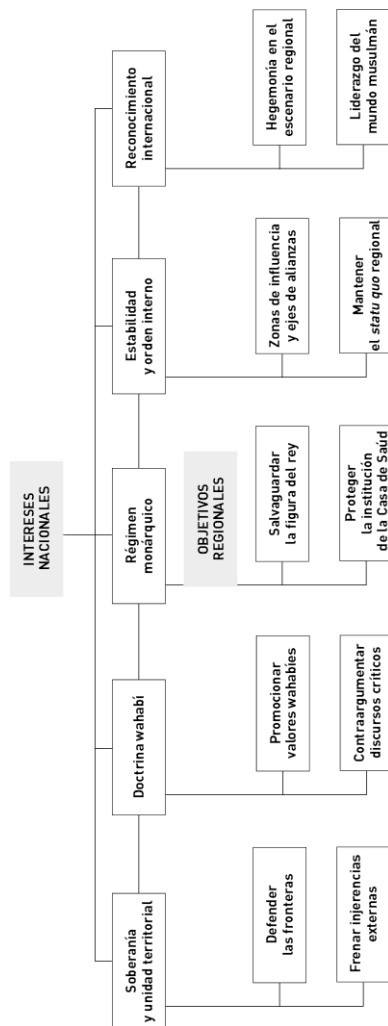 INTERESES
NACIONALES
Soberanía
y unidad territorial
Doctrina wahabí
Régimen
monárquico
Estabilidad
y orden interno
Reconocimiento
internacional
OBJETIVOS
REGIONALES
Defender
las fronteras
Promocionar
valores wahabíes
Salvaguardar
la figura del rey
Zonas de influencia
y ejes de alianzas
Hegemonía en el
escenario regional
Frenar injerencias
externas
Contraargumentar
discursos críticos
Proteger
la institución
de la Casa de Saúd
Mantener
el statu quo regional
Liderazgo del
mundo musulmán